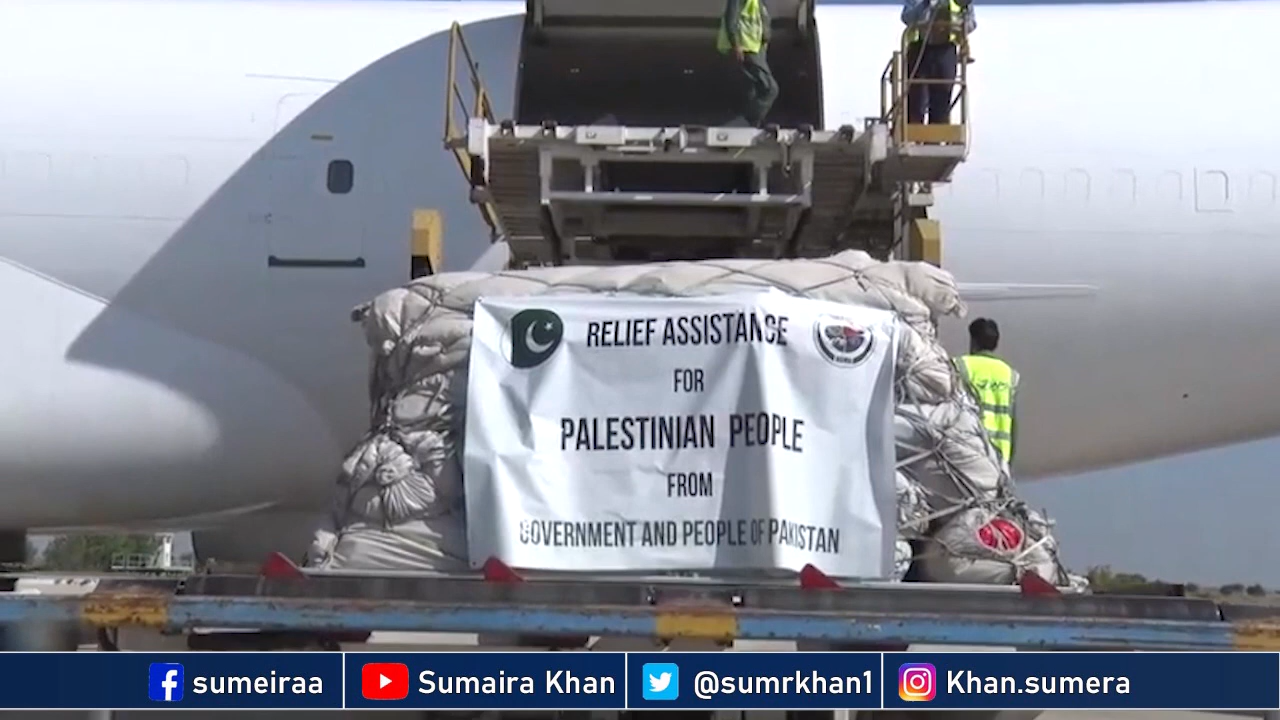 RELIEF ASSISTANCE
FOR
PALESTINIAN PEOPLE
FROM
GOVERNMENT AND PEOPLE OF PAKISTAN
sumeiraa
Sumaira Khan
@sumrkhan1
Khan.sumera